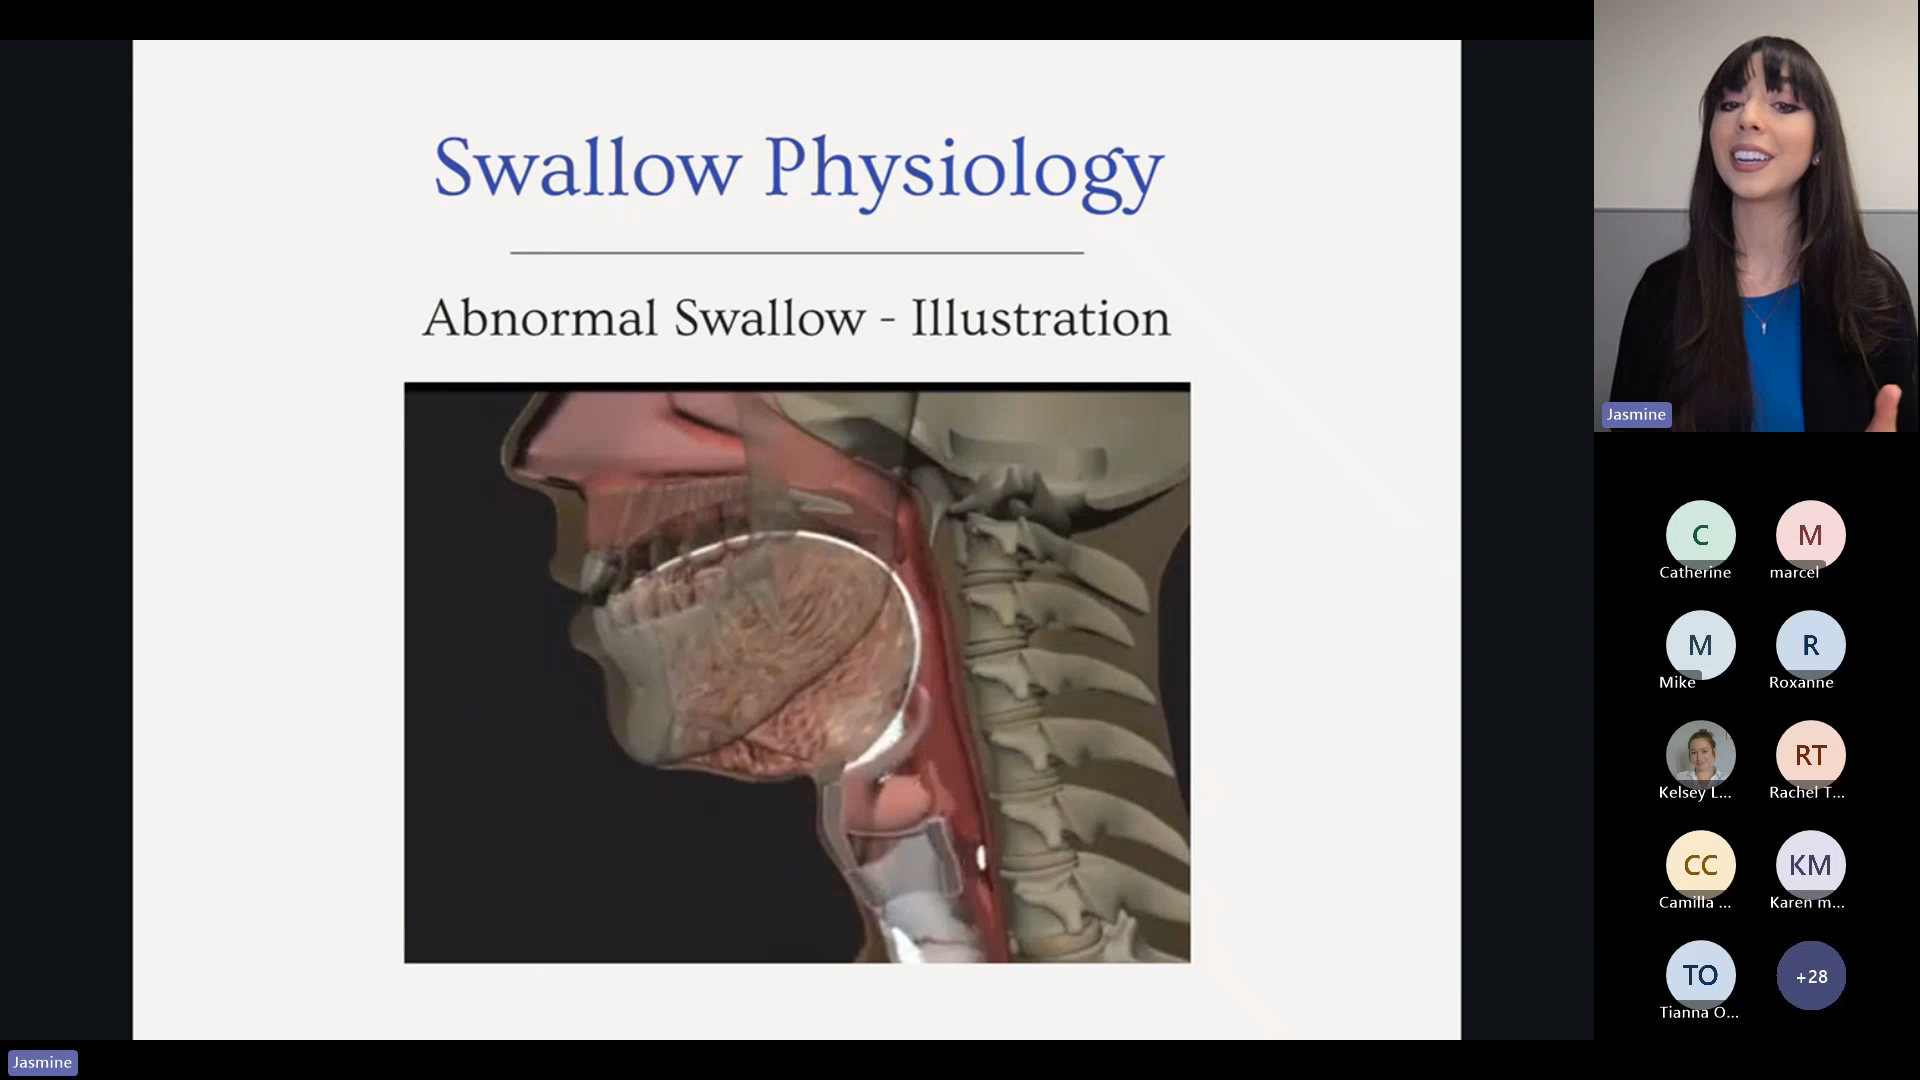 Swallow Physiology
Abnormal Swallow - Illustration
Jasmine
C
Catherine
M
marcel
M
Mike
R
Roxanne
Kelsey L...
RT
Rachel T...
CC
Camilla ...
KM
Karen m...
TO
Tianna O...
+28
Jasmine